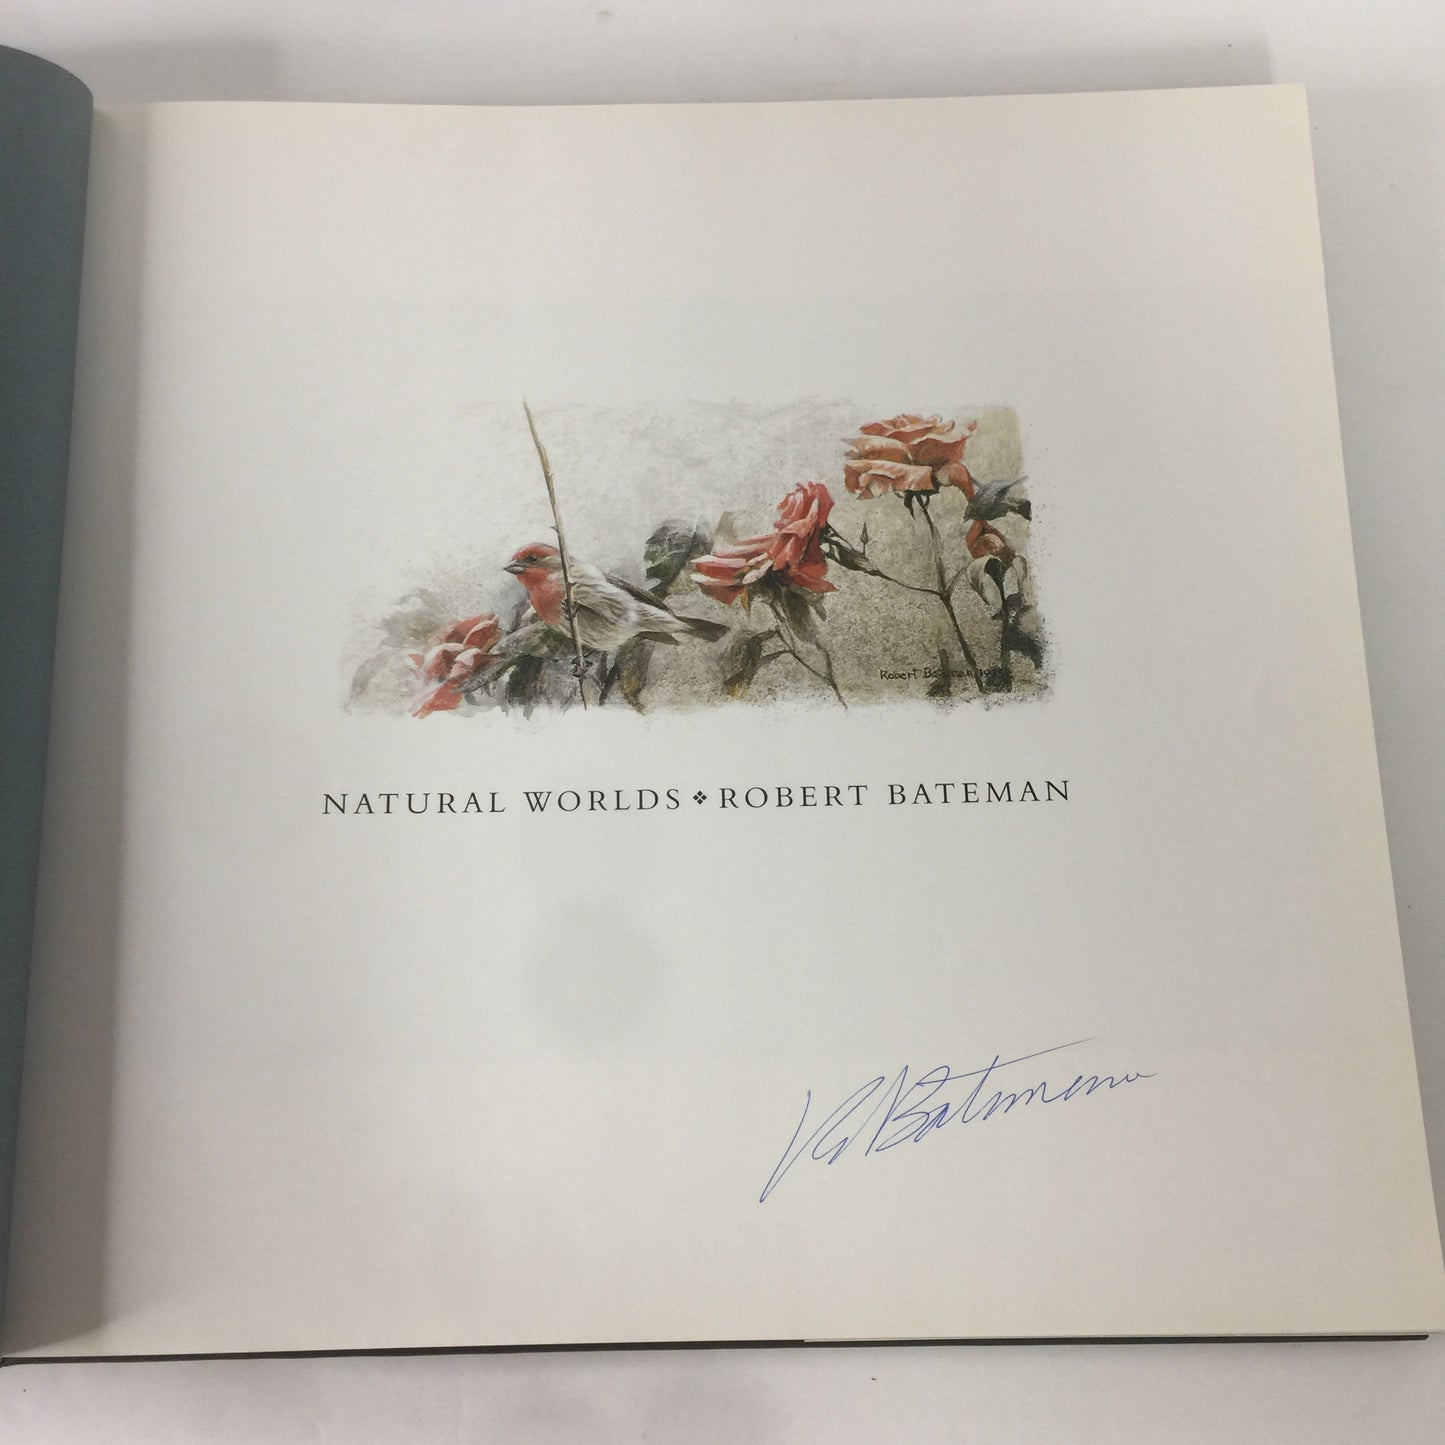 Robert Bateman
NATURAL WORLDS ❖ ROBERT BATEMAN
Bateman